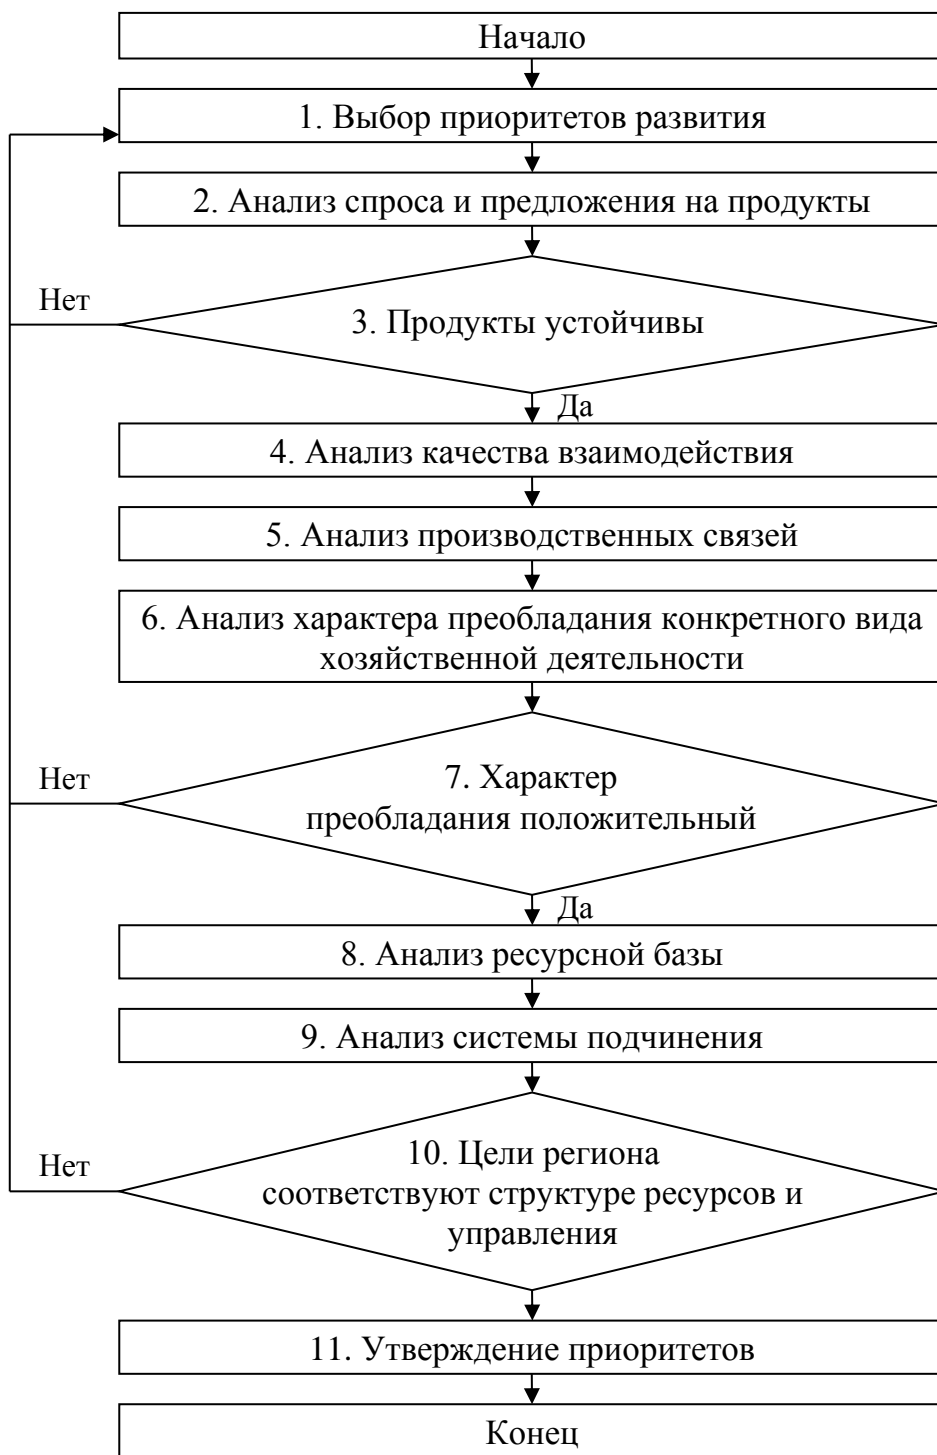 Начало
1. Выбор приоритетов развития
2. Анализ спроса и предложения на продукты
Нет
3. Продукты устойчивы
Да
4. Анализ качества взаимодействия
5. Анализ производственных связей
6. Анализ характера преобладания конкретного вида
хозяйственной деятельности
Нет
7. Характер
преобладания положительный
Да
8. Анализ ресурсной базы
9. Анализ системы подчинения
Нет
10. Цели региона
соответствуют структуре ресурсов и
управления
11. Утверждение приоритетов
Конец